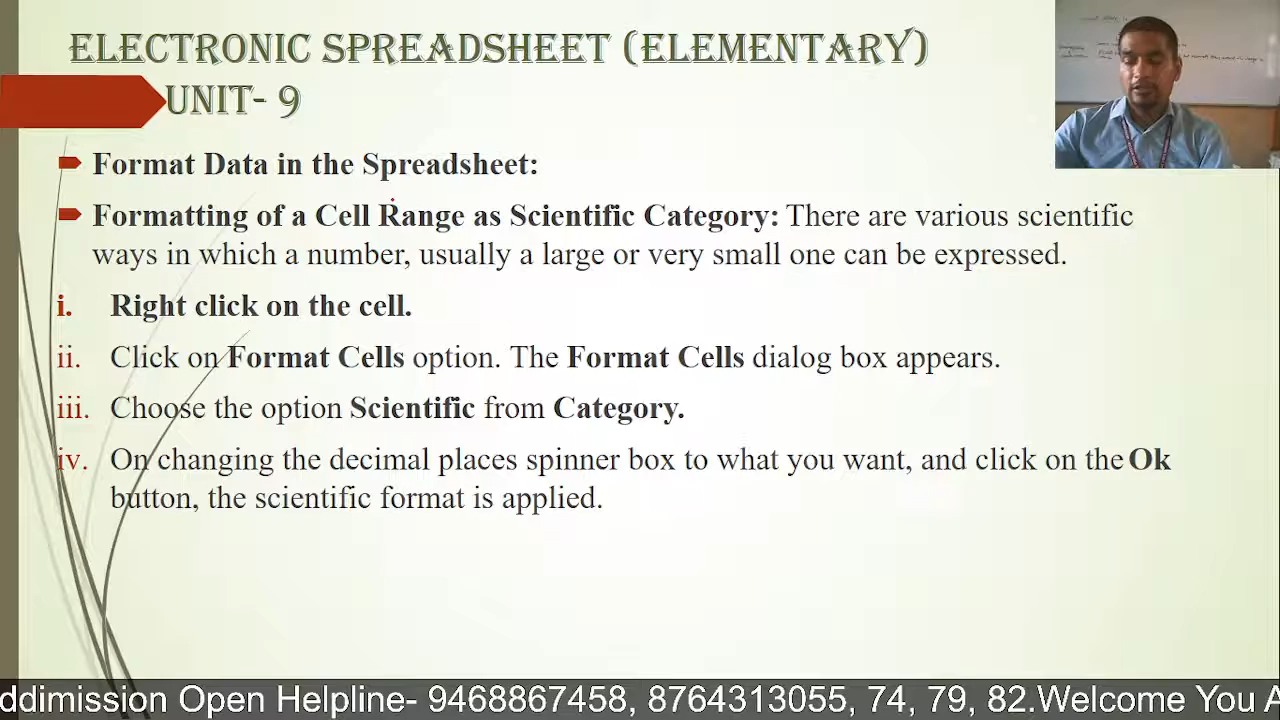 ELECTRONIC SPREADSHEET (ELEMENTARY)
UNIT- 9
Format Data in the Spreadsheet:
Formatting of a Cell Range as Scientific Category: There are various scientific
ways in which a number, usually a large or very small one can be expressed.
i. Right click on the cell.
ii. Click on Format Cells option. The Format Cells dialog box appears.
iii. Choose the option Scientific from Category.
iv. On changing the decimal places spinner box to what you want, and click on the Ok
button, the scientific format is applied.
ddimission Open Helpline- 9468867458, 8764313055, 74, 79, 82.Welcome You A